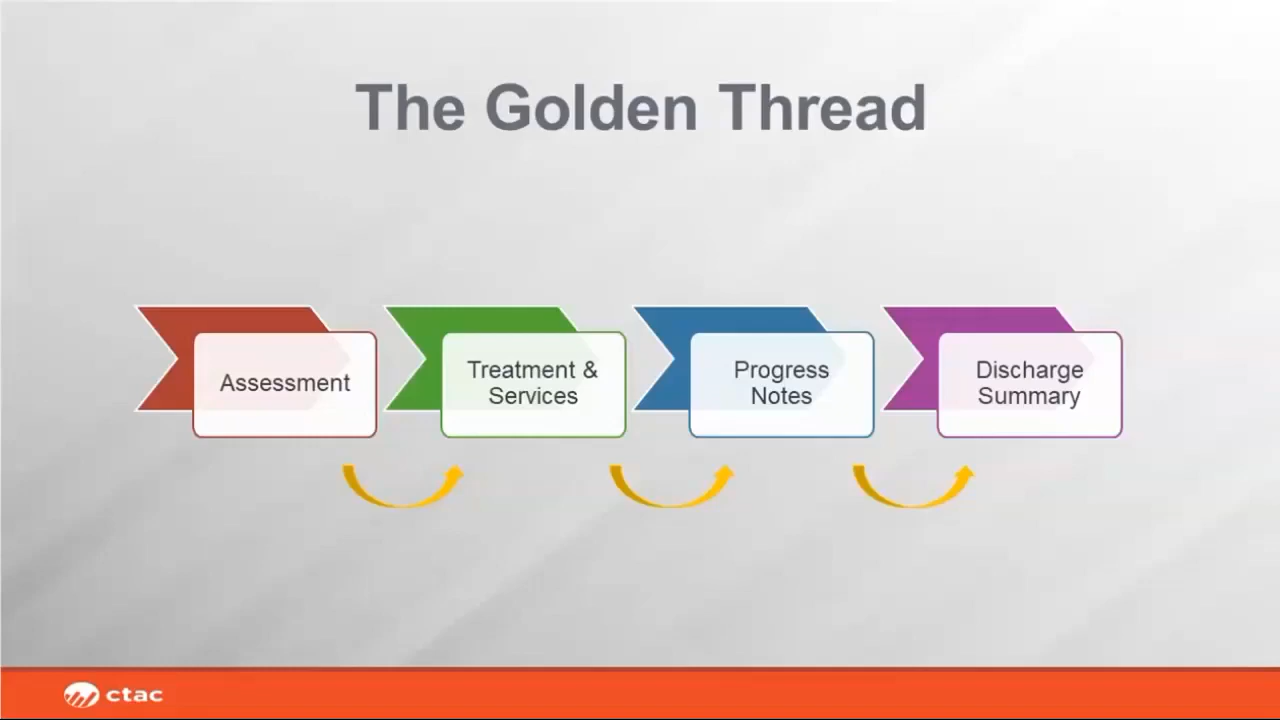 The Golden Thread
Assessment
Treatment &
Services
Progress
Notes
Discharge
Summary
ctac